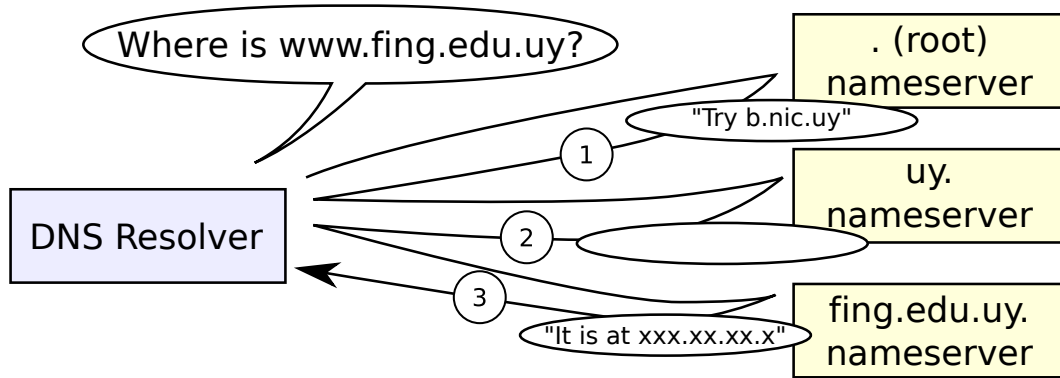 Where is www.fing.edu.uy?
. (root)
nameserver
"Try b.nic.uy"
1
uy.
nameserver
DNS Resolver
2
3
fing.edu.uy.
nameserver
"It is at xxx.xx.xx.x"